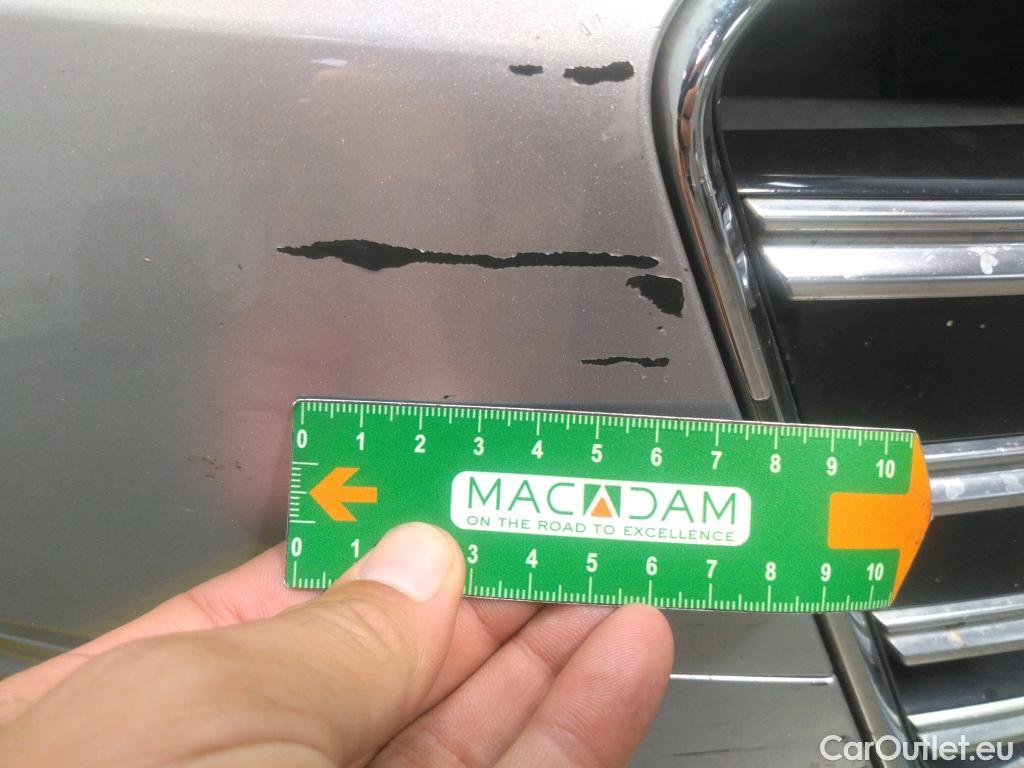 0 1 2 3 4 5 6 7 8 9 10
MACADAM
ON THE ROAD TO EXCELLENCE
0 1 3 4 5 6 7 8 9 10
CarOutlet.eu